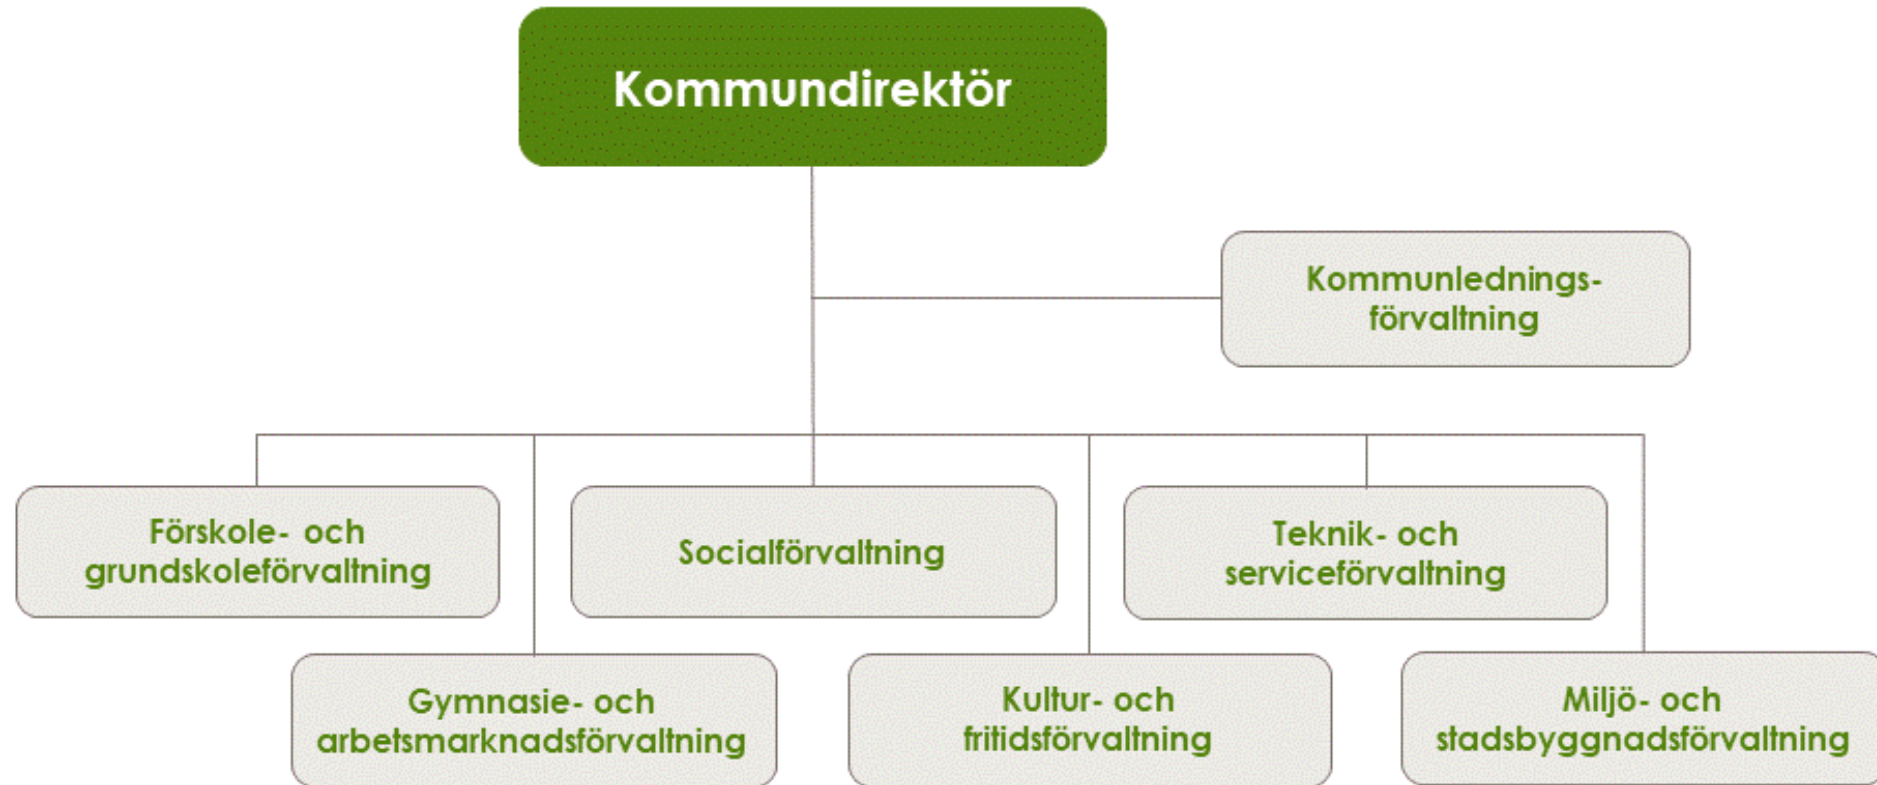 Kommundirektör
Kommunlednings-
förvaltning
Förskole- och
grundskoleförvaltning
Socialförvaltning
Teknik- och
serviceförvaltning
Gymnasie- och
arbetsmarknadsförvaltning
Kultur- och
fritidsförvaltning
Miljö- och
stadsbyggnadsförvaltning